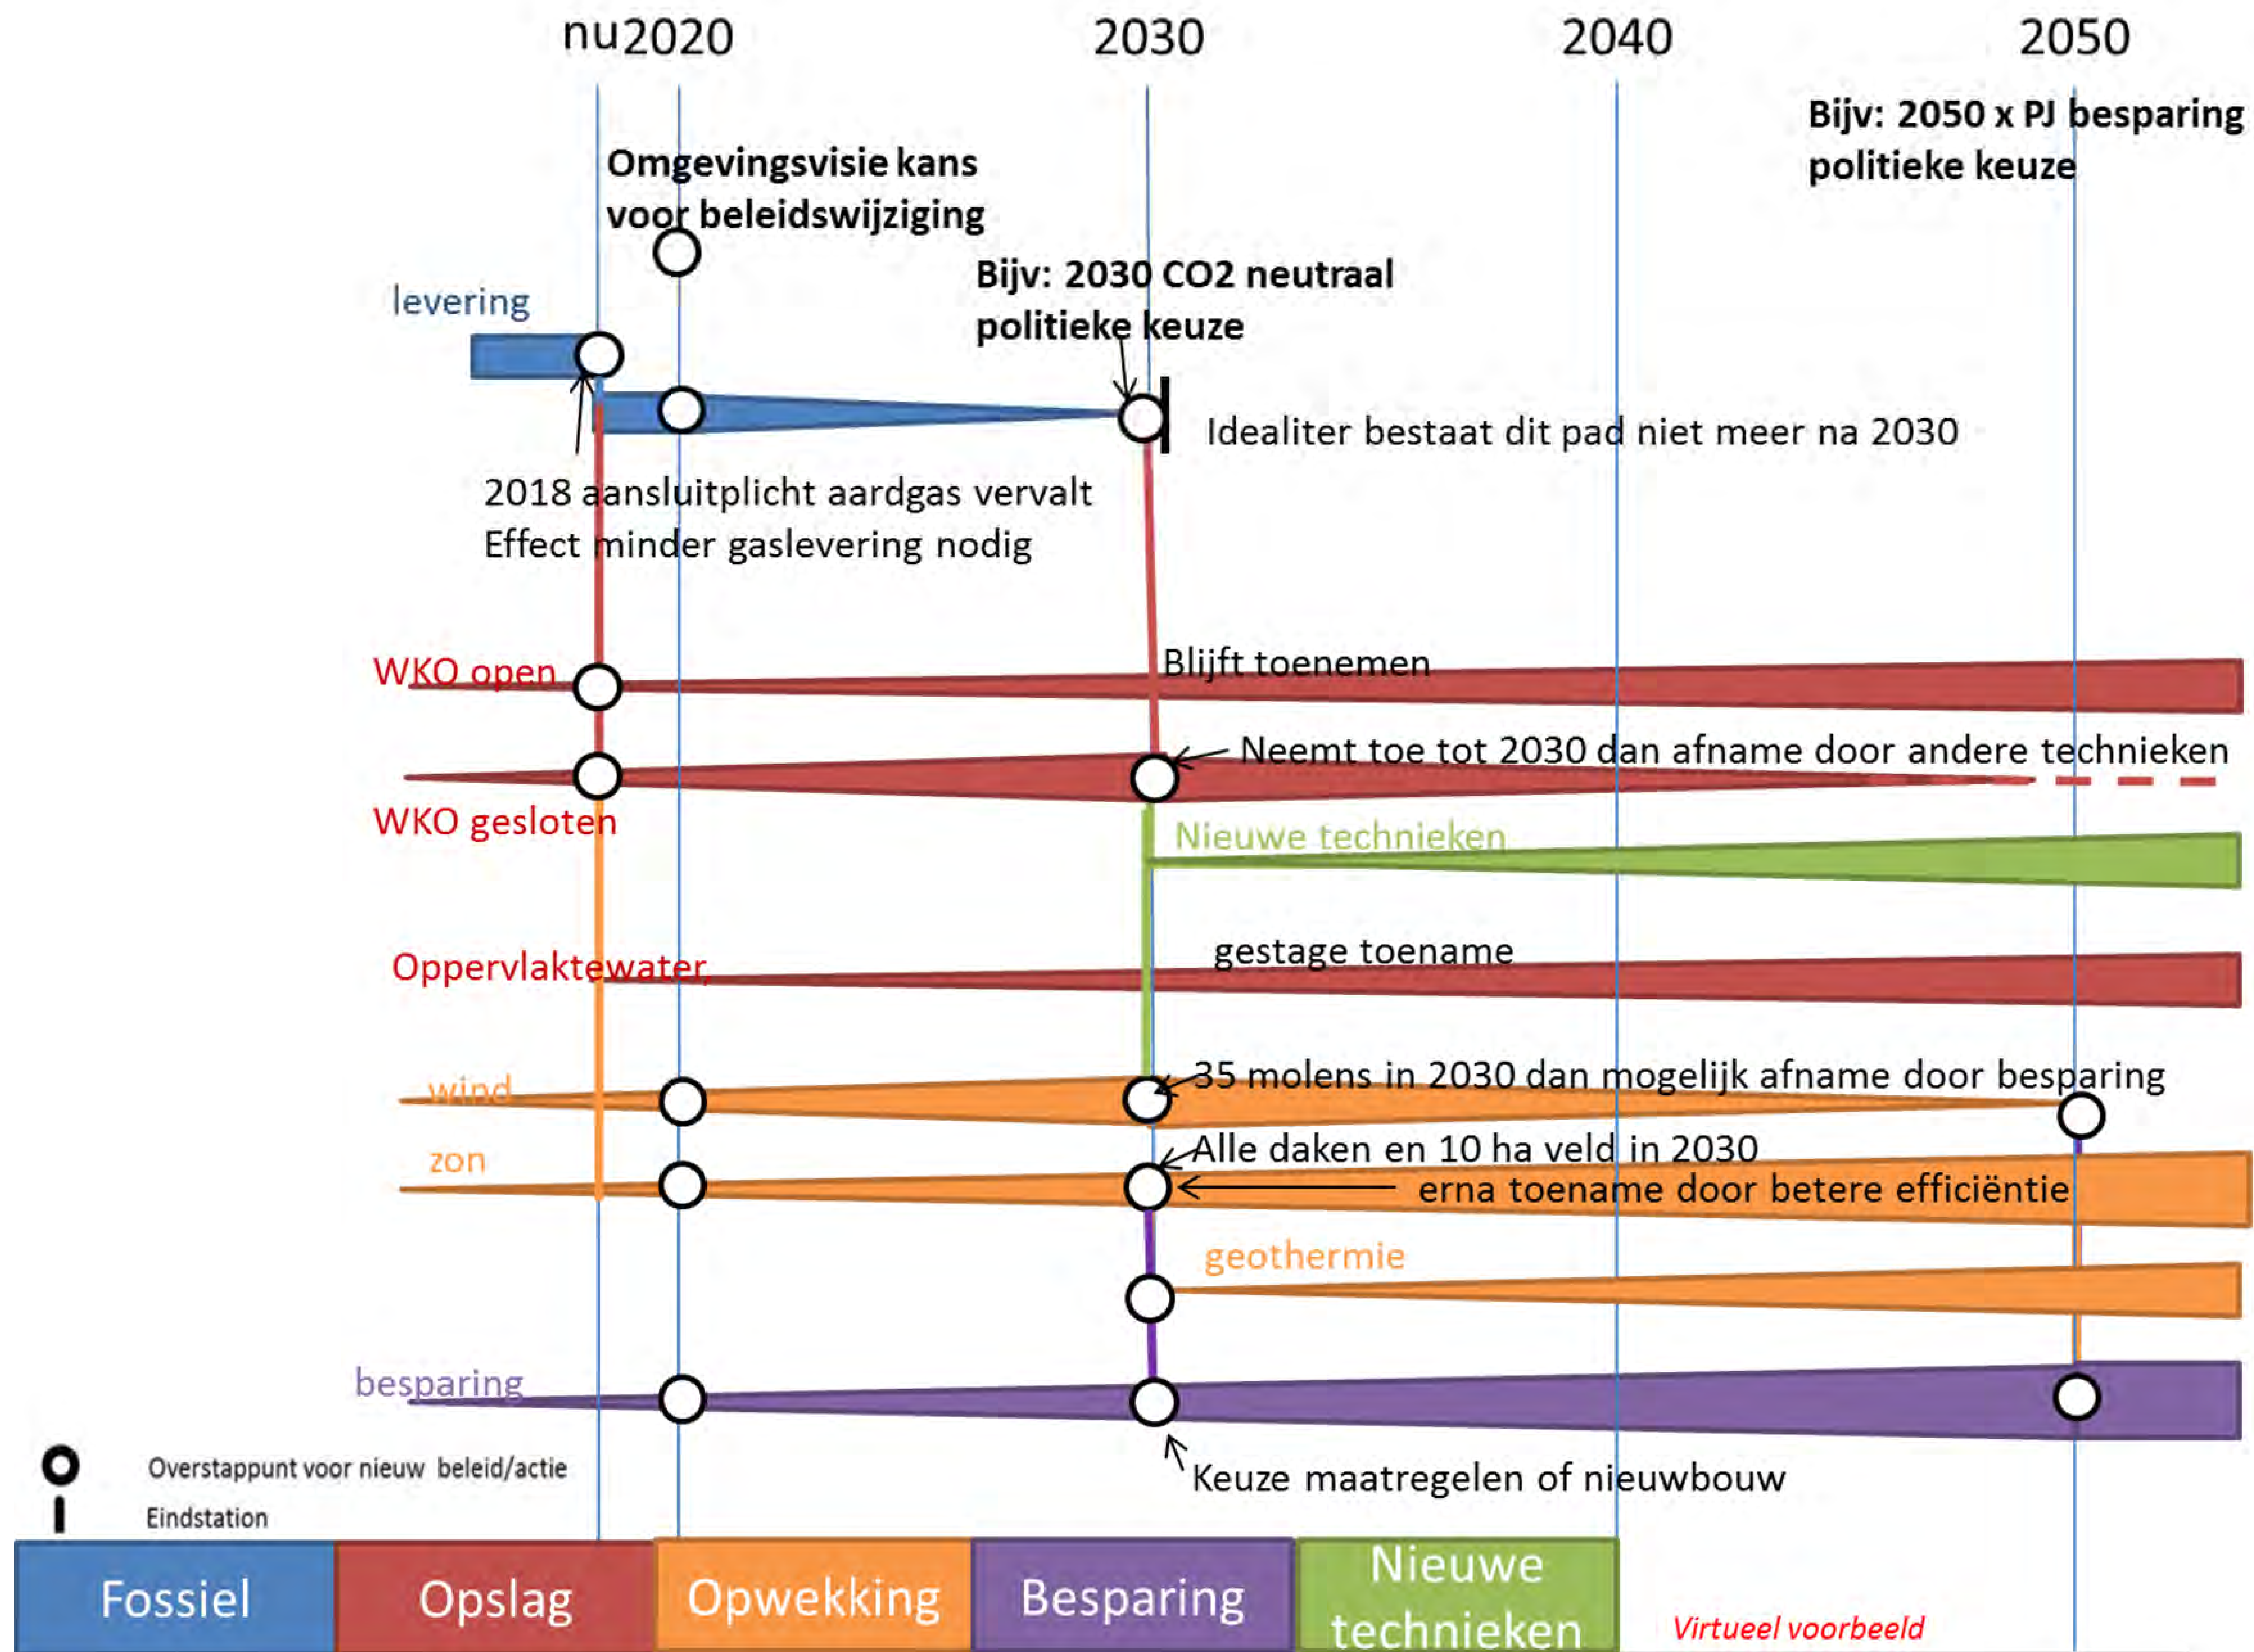 nu 2020 2030 2040 2050
Bijv: 2050 x PJ besparing
politieke keuze
Omgevingsvisie kans
voor beleidswijziging
Bijv: 2030 CO2 neutraal
politieke keuze
levering
Idealiter bestaat dit pad niet meer na 2030
2018 aansluitplicht aardgas vervalt
Effect minder gaslevering nodig
WKO open
Blijft toenemen
Neemt toe tot 2030 dan afname door andere technieken
WKO gesloten
Nieuwe technieken
Oppervlaktewater,
gestage toename
wind
35 molens in 2030 dan mogelijk afname door besparing
zon
Alle daken en 10 ha veld in 2030
erna toename door betere efficiëntie
geothermie
besparing
Keuze maatregelen of nieuwbouw
Overstappunt voor nieuw beleid/actie
Eindstation
Fossiel
Opslag
Opwekking
Besparing
Nieuwe
technieken
Virtueel voorbeeld